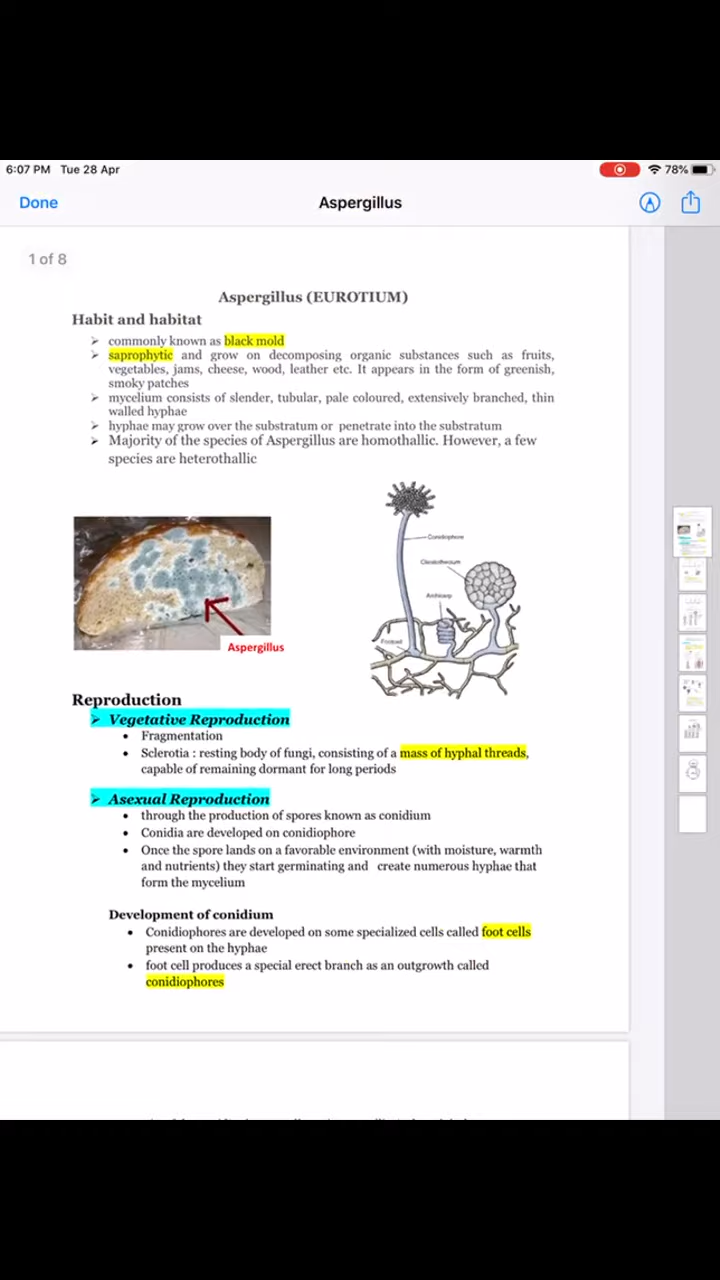 6:07 PM Tue 28 Apr
78%
Done
Aspergillus
1 of 8
Aspergillus (EUROTIUM)
Habit and habitat
➢ commonly known as black mold
➢ saprophytic and grow on decomposing organic substances such as fruits,
vegetables, jams, cheese, wood, leather etc. It appears in the form of greenish,
smoky patches
➢ mycelium consists of slender, tubular, pale coloured, extensively branched, thin
walled hyphae
➢ hyphae may grow over the substratum or penetrate into the substratum
➢ Majority of the species of Aspergillus are homothallic. However, a few
species are heterothallic
Conidiophore
Cleistothecium
Archicarp
Footcell
Aspergillus
Reproduction
➢ Vegetative Reproduction
• Fragmentation
• Sclerotia : resting body of fungi, consisting of a mass of hyphal threads,
capable of remaining dormant for long periods
➢ Asexual Reproduction
• through the production of spores known as conidium
• Conidia are developed on conidiophore
• Once the spore lands on a favorable environment (with moisture, warmth
and nutrients) they start germinating and create numerous hyphae that
form the mycelium
Development of conidium
• Conidiophores are developed on some specialized cells called foot cells
present on the hyphae
• foot cell produces a special erect branch as an outgrowth called
conidiophores